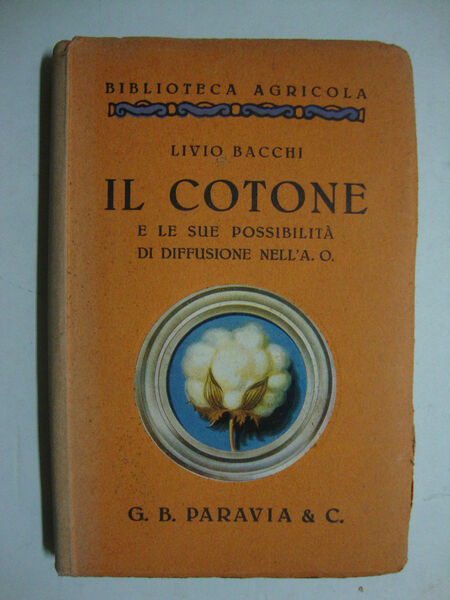 BIBLIOTECA AGRICOLA
LIVIO BACCHI
IL COTONE
E LE SUE POSSIBILITÀ
DI DIFFUSIONE NELL'A. O.
G. B. PARAVIA & C.